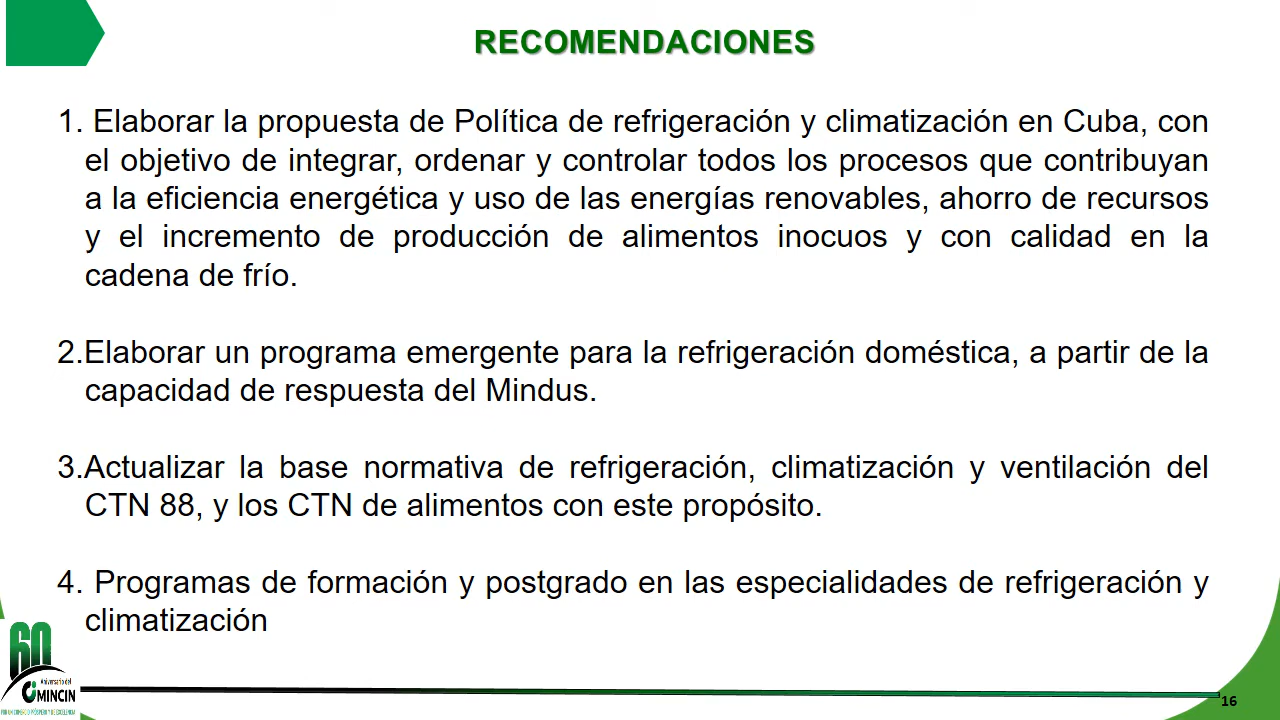 RECOMENDACIONES
1. Elaborar la propuesta de Política de refrigeración y climatización en Cuba, con
el objetivo de integrar, ordenar y controlar todos los procesos que contribuyan
a la eficiencia energética y uso de las energías renovables, ahorro de recursos
y el incremento de producción de alimentos inocuos y con calidad en la
cadena de frío.
2.Elaborar un programa emergente para la refrigeración doméstica, a partir de la
capacidad de respuesta del Mindus.
3.Actualizar la base normativa de refrigeración, climatización y ventilación del
CTN 88, y los CTN de alimentos con este propósito.
4. Programas de formación y postgrado en las especialidades de refrigeración y
climatización
60
Aniversario del
MINCIN
16